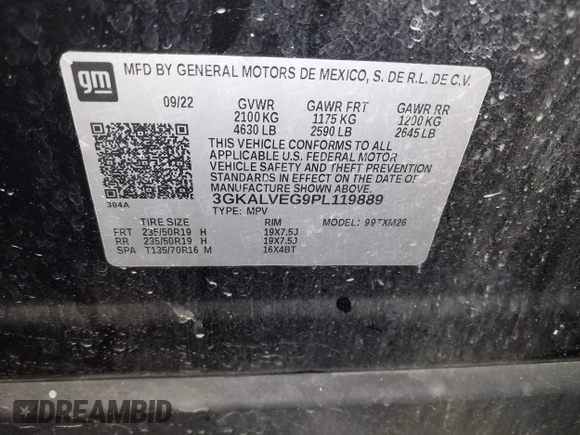 gm
MFD BY GENERAL MOTORS DE MEXICO, S. DE R.L. DE C.V.
09/22 GVWR GAWR FRT GAWR RR
2100 KG 1175 KG 1200 KG
4630 LB 2590 LB 2645 LB
THIS VEHICLE CONFORMS TO ALL
APPLICABLE U.S. FEDERAL MOTOR
VEHICLE SAFETY AND THEFT PREVENTION
STANDARDS IN EFFECT ON THE DATE OF
MANUFACTURE SHOWN ABOVE.
3GKALVEG9PL119889
384A
TYPE: MPV MODEL: 99TXM26
TIRE SIZE RIM
FRT 235/50R19 H 19X7.5J
RR 235/50R19 H 19X7.5J
SPA T135/70R16 M 16X4BT
DREAMBID